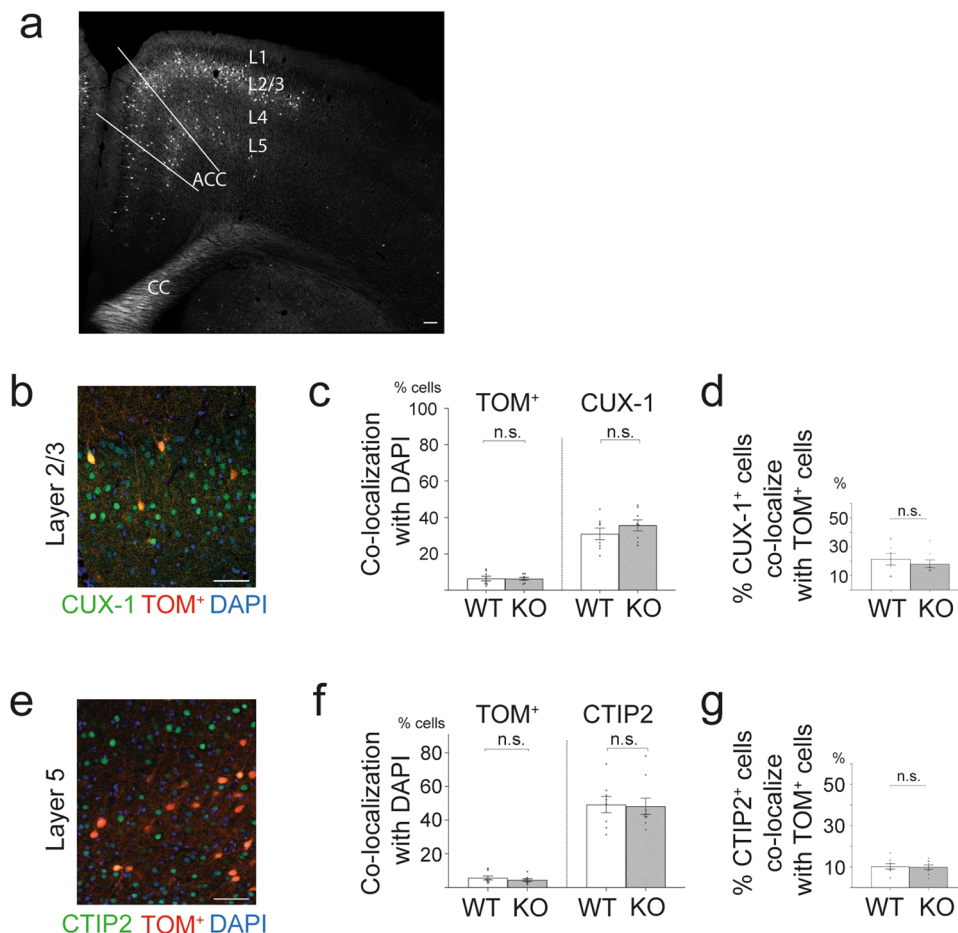 a
L1
L2/3
L4
L5
ACC
CC
b
Layer 2/3
CUX-1 TOM⁺ DAPI
c
% cells
Co-localization
with DAPI
TOM⁺
CUX-1
n.s.
n.s.
100
80
60
40
20
WT KO
WT KO
d
% CUX-1⁺ cells
co-localize
with TOM⁺ cells
%
n.s.
50
30
10
WT KO
e
Layer 5
CTIP2 TOM⁺ DAPI
f
% cells
Co-localization
with DAPI
TOM⁺
CTIP2
n.s.
n.s.
80
60
40
20
WT KO
WT KO
g
% CTIP2⁺ cells
co-localize
with TOM⁺ cells
%
n.s.
50
30
10
WT KO